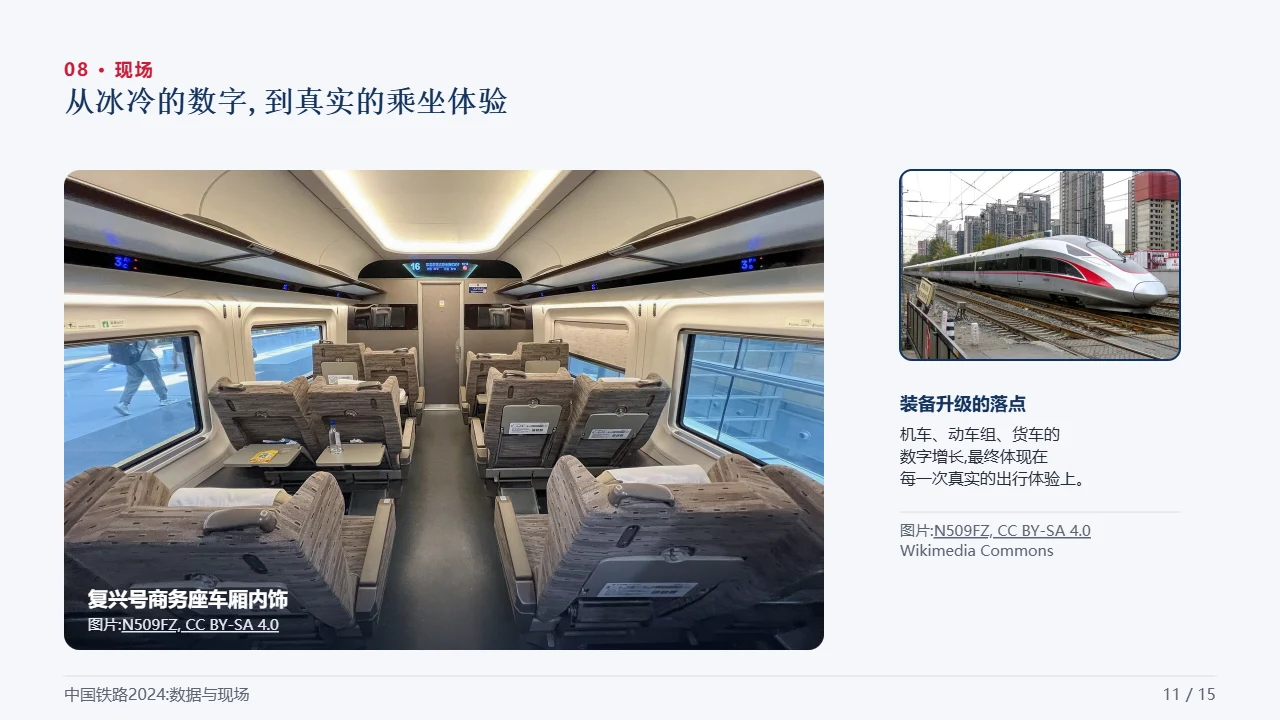 08 • 现场
从冰冷的数字, 到真实的乘坐体验
16
复兴号商务座车厢内饰
图片:N509FZ, CC BY-SA 4.0
装备升级的落点
机车、动车组、货车的
数字增长,最终体现在
每一次真实的出行体验上。
图片:N509FZ, CC BY-SA 4.0
Wikimedia Commons
中国铁路2024:数据与现场
11 / 15